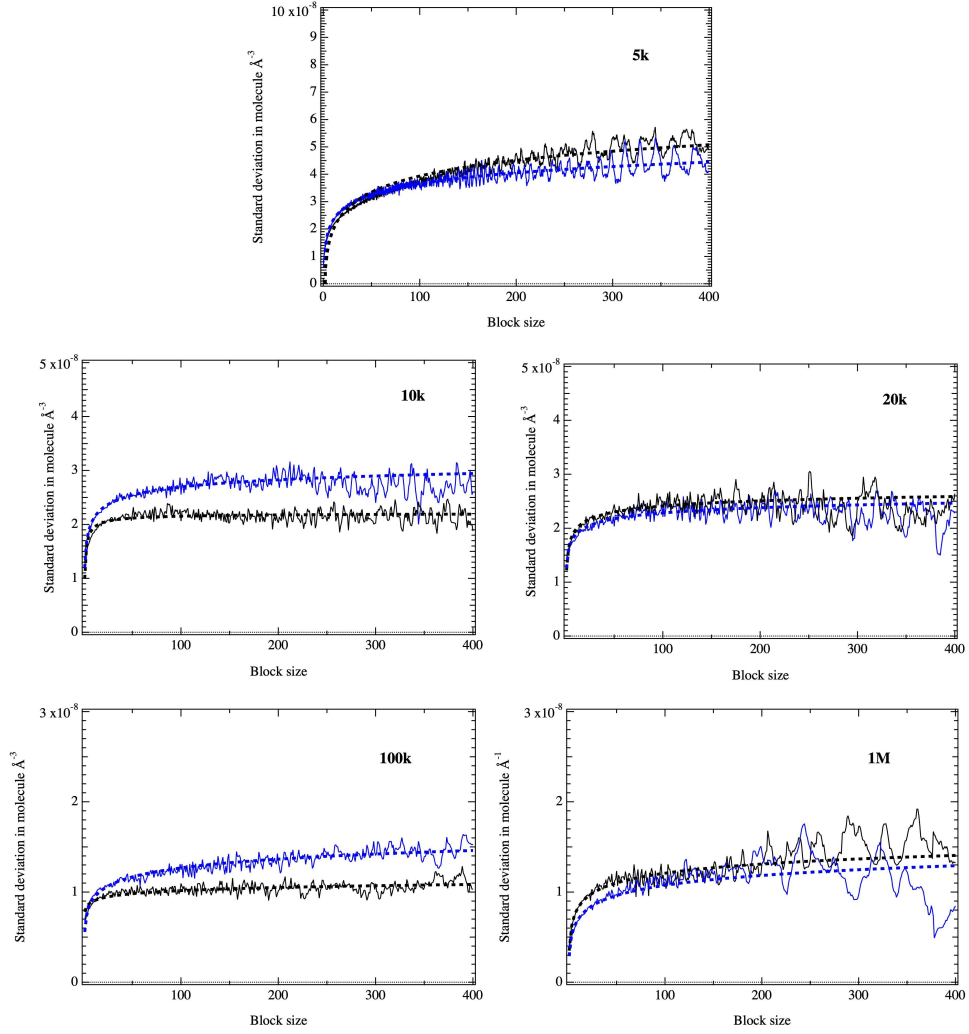 10 x10⁻⁸
9
8
7
6
5
4
3
2
1
0
Standard deviation in molecule Å⁻³
5k
0 100 200 300 400
Block size
5 x10⁻⁸
4
3
2
1
0
Standard deviation in molecule Å⁻³
10k
100 200 300 400
Block size
5 x10⁻⁸
4
3
2
1
0
Standard deviation in molecule Å⁻³
20k
100 200 300 400
Block size
3 x10⁻⁸
2
1
0
Standard deviation in molecule Å⁻³
100k
100 200 300 400
Block size
3 x10⁻⁸
2
1
0
Standard deviation in molecule Å⁻¹
1M
100 200 300 400
Block size